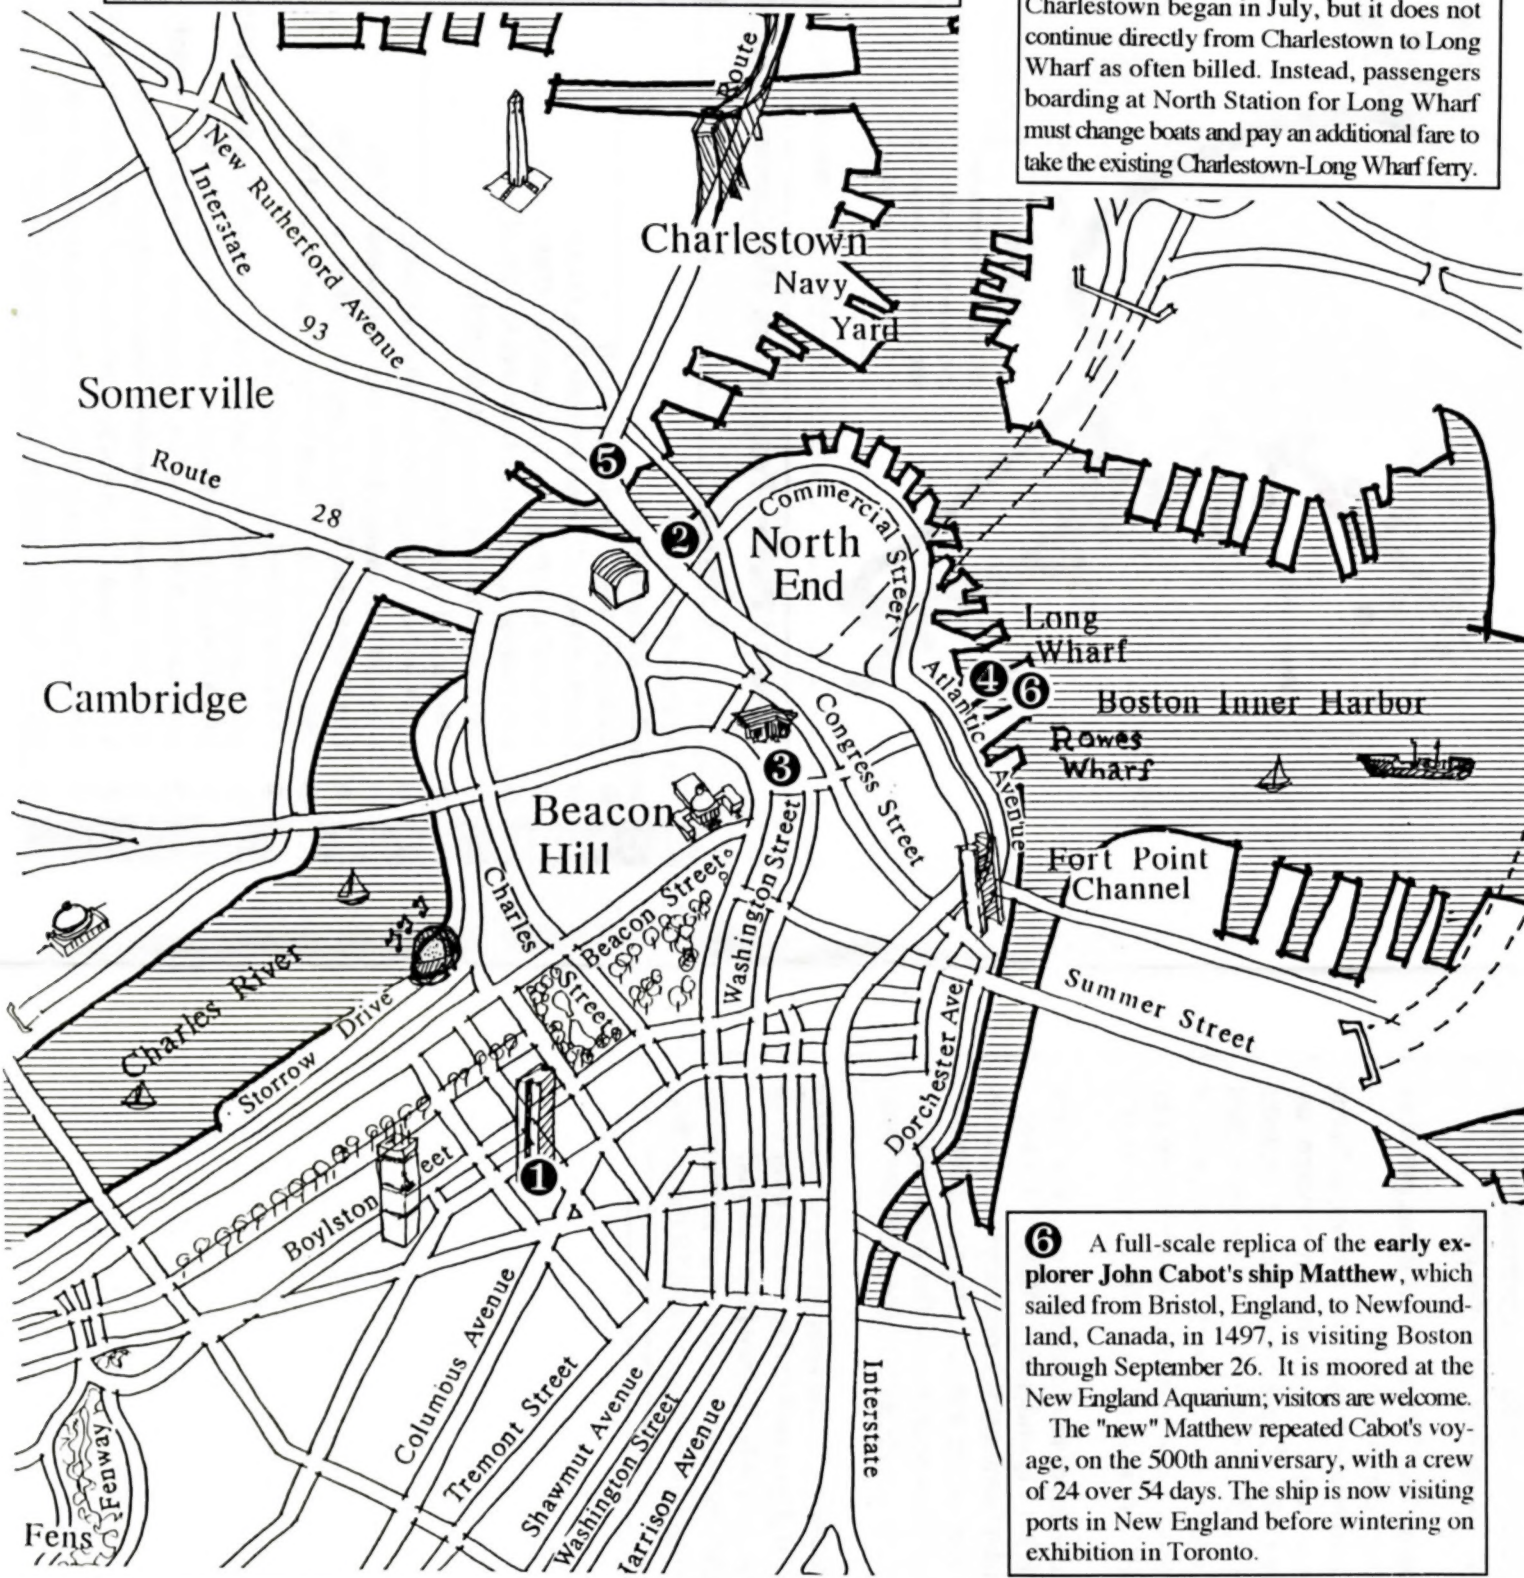 Charlestown began in July, but it does not
continue directly from Charlestown to Long
Wharf as often billed. Instead, passengers
boarding at North Station for Long Wharf
must change boats and pay an additional fare to
take the existing Charlestown-Long Wharf ferry.
Route
New Rutherford Avenue
Interstate
93
Charlestown
Navy
Yard
Somerville
Route
28
5
2
Commercial Street
North
End
Long
Wharf
4
6
Atlantic Avenue
Boston Inner Harbor
Rowes
Wharf
Cambridge
Congress Street
3
Beacon
Hill
Fort Point
Channel
Charles Street
Beacon Street
Washington Street
Summer Street
Charles River
Storrow Drive
Dorchester Ave
1
Boylston
eet
Columbus Avenue
Tremont Street
Shawmut Avenue
Washington Street
Harrison Avenue
Interstate
Fenway
Fens
6 A full-scale replica of the early ex-
plorer John Cabot's ship Matthew, which
sailed from Bristol, England, to Newfound-
land, Canada, in 1497, is visiting Boston
through September 26. It is moored at the
New England Aquarium; visitors are welcome.
The "new" Matthew repeated Cabot's voy-
age, on the 500th anniversary, with a crew
of 24 over 54 days. The ship is now visiting
ports in New England before wintering on
exhibition in Toronto.